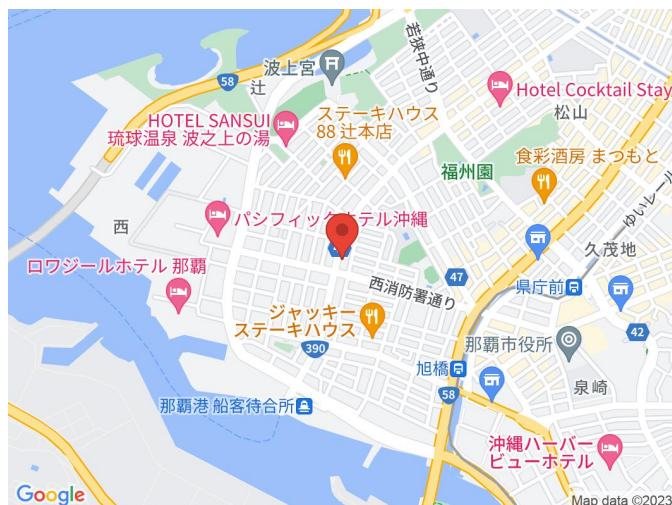 若狭中通り
58
波上宮
辻
Hotel Cocktail Stay
松山
HOTEL SANSUI
琉球温泉 波之上の湯
ステーキハウス
88 辻本店
福州園
食彩酒房 まつもと
ゆいレール
西
パシフィックホテル沖縄
久茂地
ロワジールホテル 那覇
西消防署通り
47
県庁前
ジャッキー
ステーキハウス
42
390
那覇市役所
旭橋
泉崎
58
那覇港 船客待合所
沖縄ハーバー
ビューホテル
Google
Map data ©2023